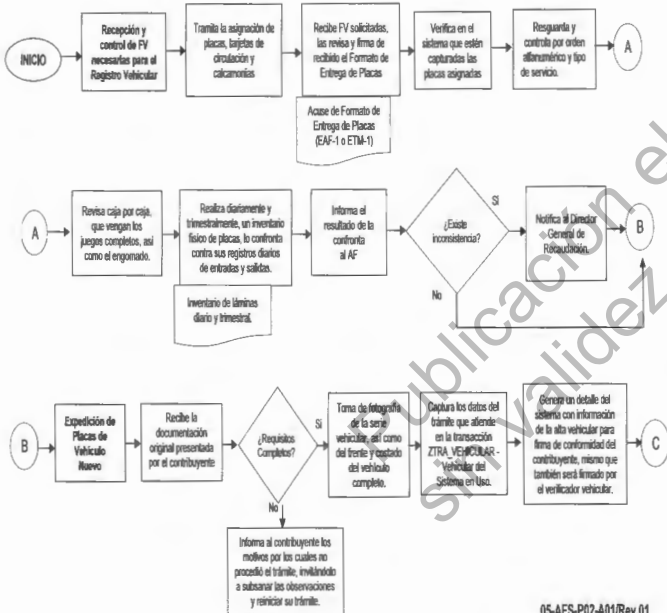 INICIO
Recepción y
control de FV
necesarias para el
Registro Vehicular
Tramita la asignación de
placas, tarjetas de
circulación y
calcomonías
Recibe FV solicitadas,
las revisa y firma de
recibido el Formato de
Entrega de Placas
Acuse de Formato de
Entrega de Placas
(EAF-1 o ETM-1)
Verifica en el
sistema que estén
capturadas las
placas asignadas
Resguarda y
controla por orden
alfanumérico y tipo
de servicio.
A
A
Revisa caja por caja,
que vengan los
juegos completos, así
como el engomado.
Realiza diariamente y
trimestralmente, un inventario
físico de placas, lo confronta
contra sus registros diarios
de entradas y salidas.
Inventario de láminas
diario y trimestral.
Informa el
resultado de la
confronta
al AF
¿Existe
inconsistencia?
Sí
No
Notifica al Director
General de
Recaudación.
B
B
Expedición de
Placas de
Vehículo
Nuevo
Recibe la
documentación
original presentada
por el contribuyente
¿Requisitos
Completos?
Sí
No
Informa al contribuyente los
motivos por los cuales no
procedió el trámite, invitándolo
a subsanar las observaciones
y reiniciar su trámite.
Toma de fotografía
de la serie
vehicular, así como
del frente y costado
del vehículo
completo.
Captura los datos del
trámite que atiende
en la transacción
ZTRA_VEHICULAR -
Vehicular del
Sistema en Uso.
Genera un detalle del
sistema con información
de la alta vehicular para
firma de conformidad del
contribuyente, mismo que
también será firmado por
el verificador vehicular.
C
Publicación el
sin validez
05-AFS-P02-A01/Rev.01